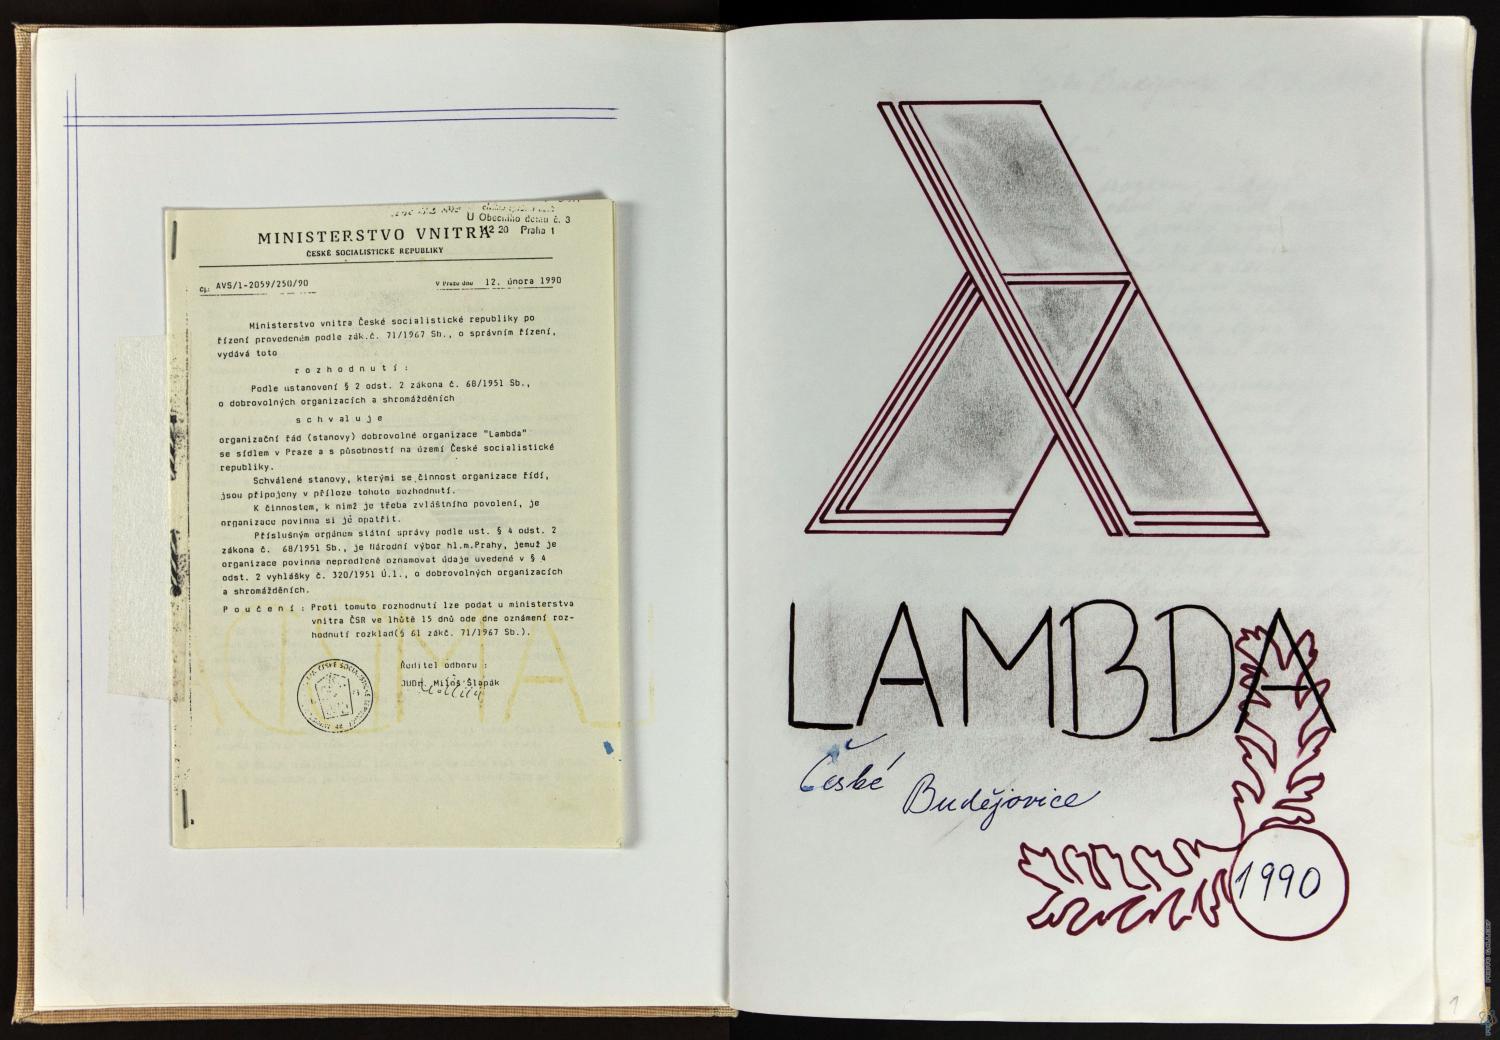 U Obecního domu č. 3
MINISTERSTVO VNITRA
112 20 Praha 1
ČESKÉ SOCIALISTICKÉ REPUBLIKY
Čj.: AVS/1-2059/250/90
V Praze dne 12. února 1990
Ministerstvo vnitra České socialistické republiky po
řízení provedeném podle zák.č. 71/1967 Sb., o správním řízení,
vydává toto
r o z h o d n u t í :
Podle ustanovení § 2 odst. 2 zákona č. 68/1951 Sb.,
o dobrovolných organizacích a shromážděních
s c h v a l u j e
organizační řád (stanovy) dobrovolné organizace "Lambda"
se sídlem v Praze a s působností na území České socialistické
republiky.
Schválené stanovy, kterými se činnost organizace řídí,
jsou připojeny v příloze tohoto rozhodnutí.
K činnostem, k nimž je třeba zvláštního povolení, je
organizace povinna si je opatřit.
Příslušným orgánem státní správy podle ust. § 4 odst. 2
zákona č. 68/1951 Sb., je Národní výbor hl.m.Prahy, jemuž je
organizace povinna neprodleně oznamovat údaje uvedené v § 4
odst. 2 vyhlášky č. 320/1951 Ú.l., o dobrovolných organizacích
a shromážděních.
P o u č e n í : Proti tomuto rozhodnutí lze podat u ministerstva
vnitra ČSR ve lhůtě 15 dnů ode dne oznámení roz-
hodnutí rozklad(§ 61 zákč. 71/1967 Sb.).
Ředitel odboru :
JUDr. Miloš Šlapák
LAMBDA
České Budějovice
1990
1